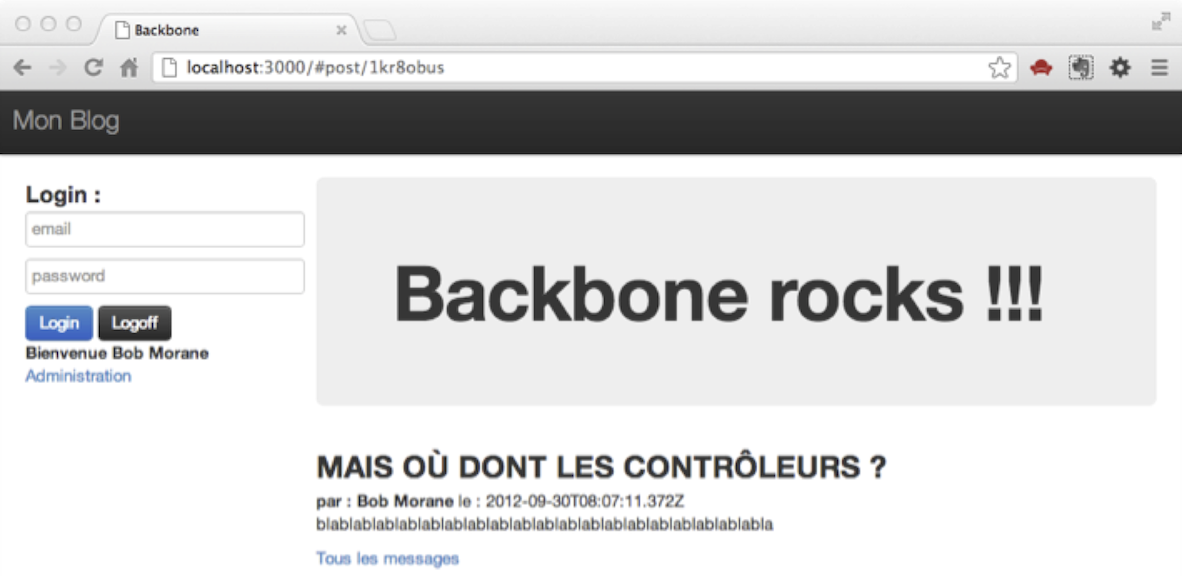 Backbone
localhost:3000/#post/1kr8obus
Mon Blog
Login :
email
password
Login Logoff
Bienvenue Bob Morane
Administration
Backbone rocks !!!
MAIS OÙ DONT LES CONTRÔLEURS ?
par : Bob Morane le : 2012-09-30T08:07:11.372Z
blablablablablablablablablablablablablablablablablablablabla
Tous les messages